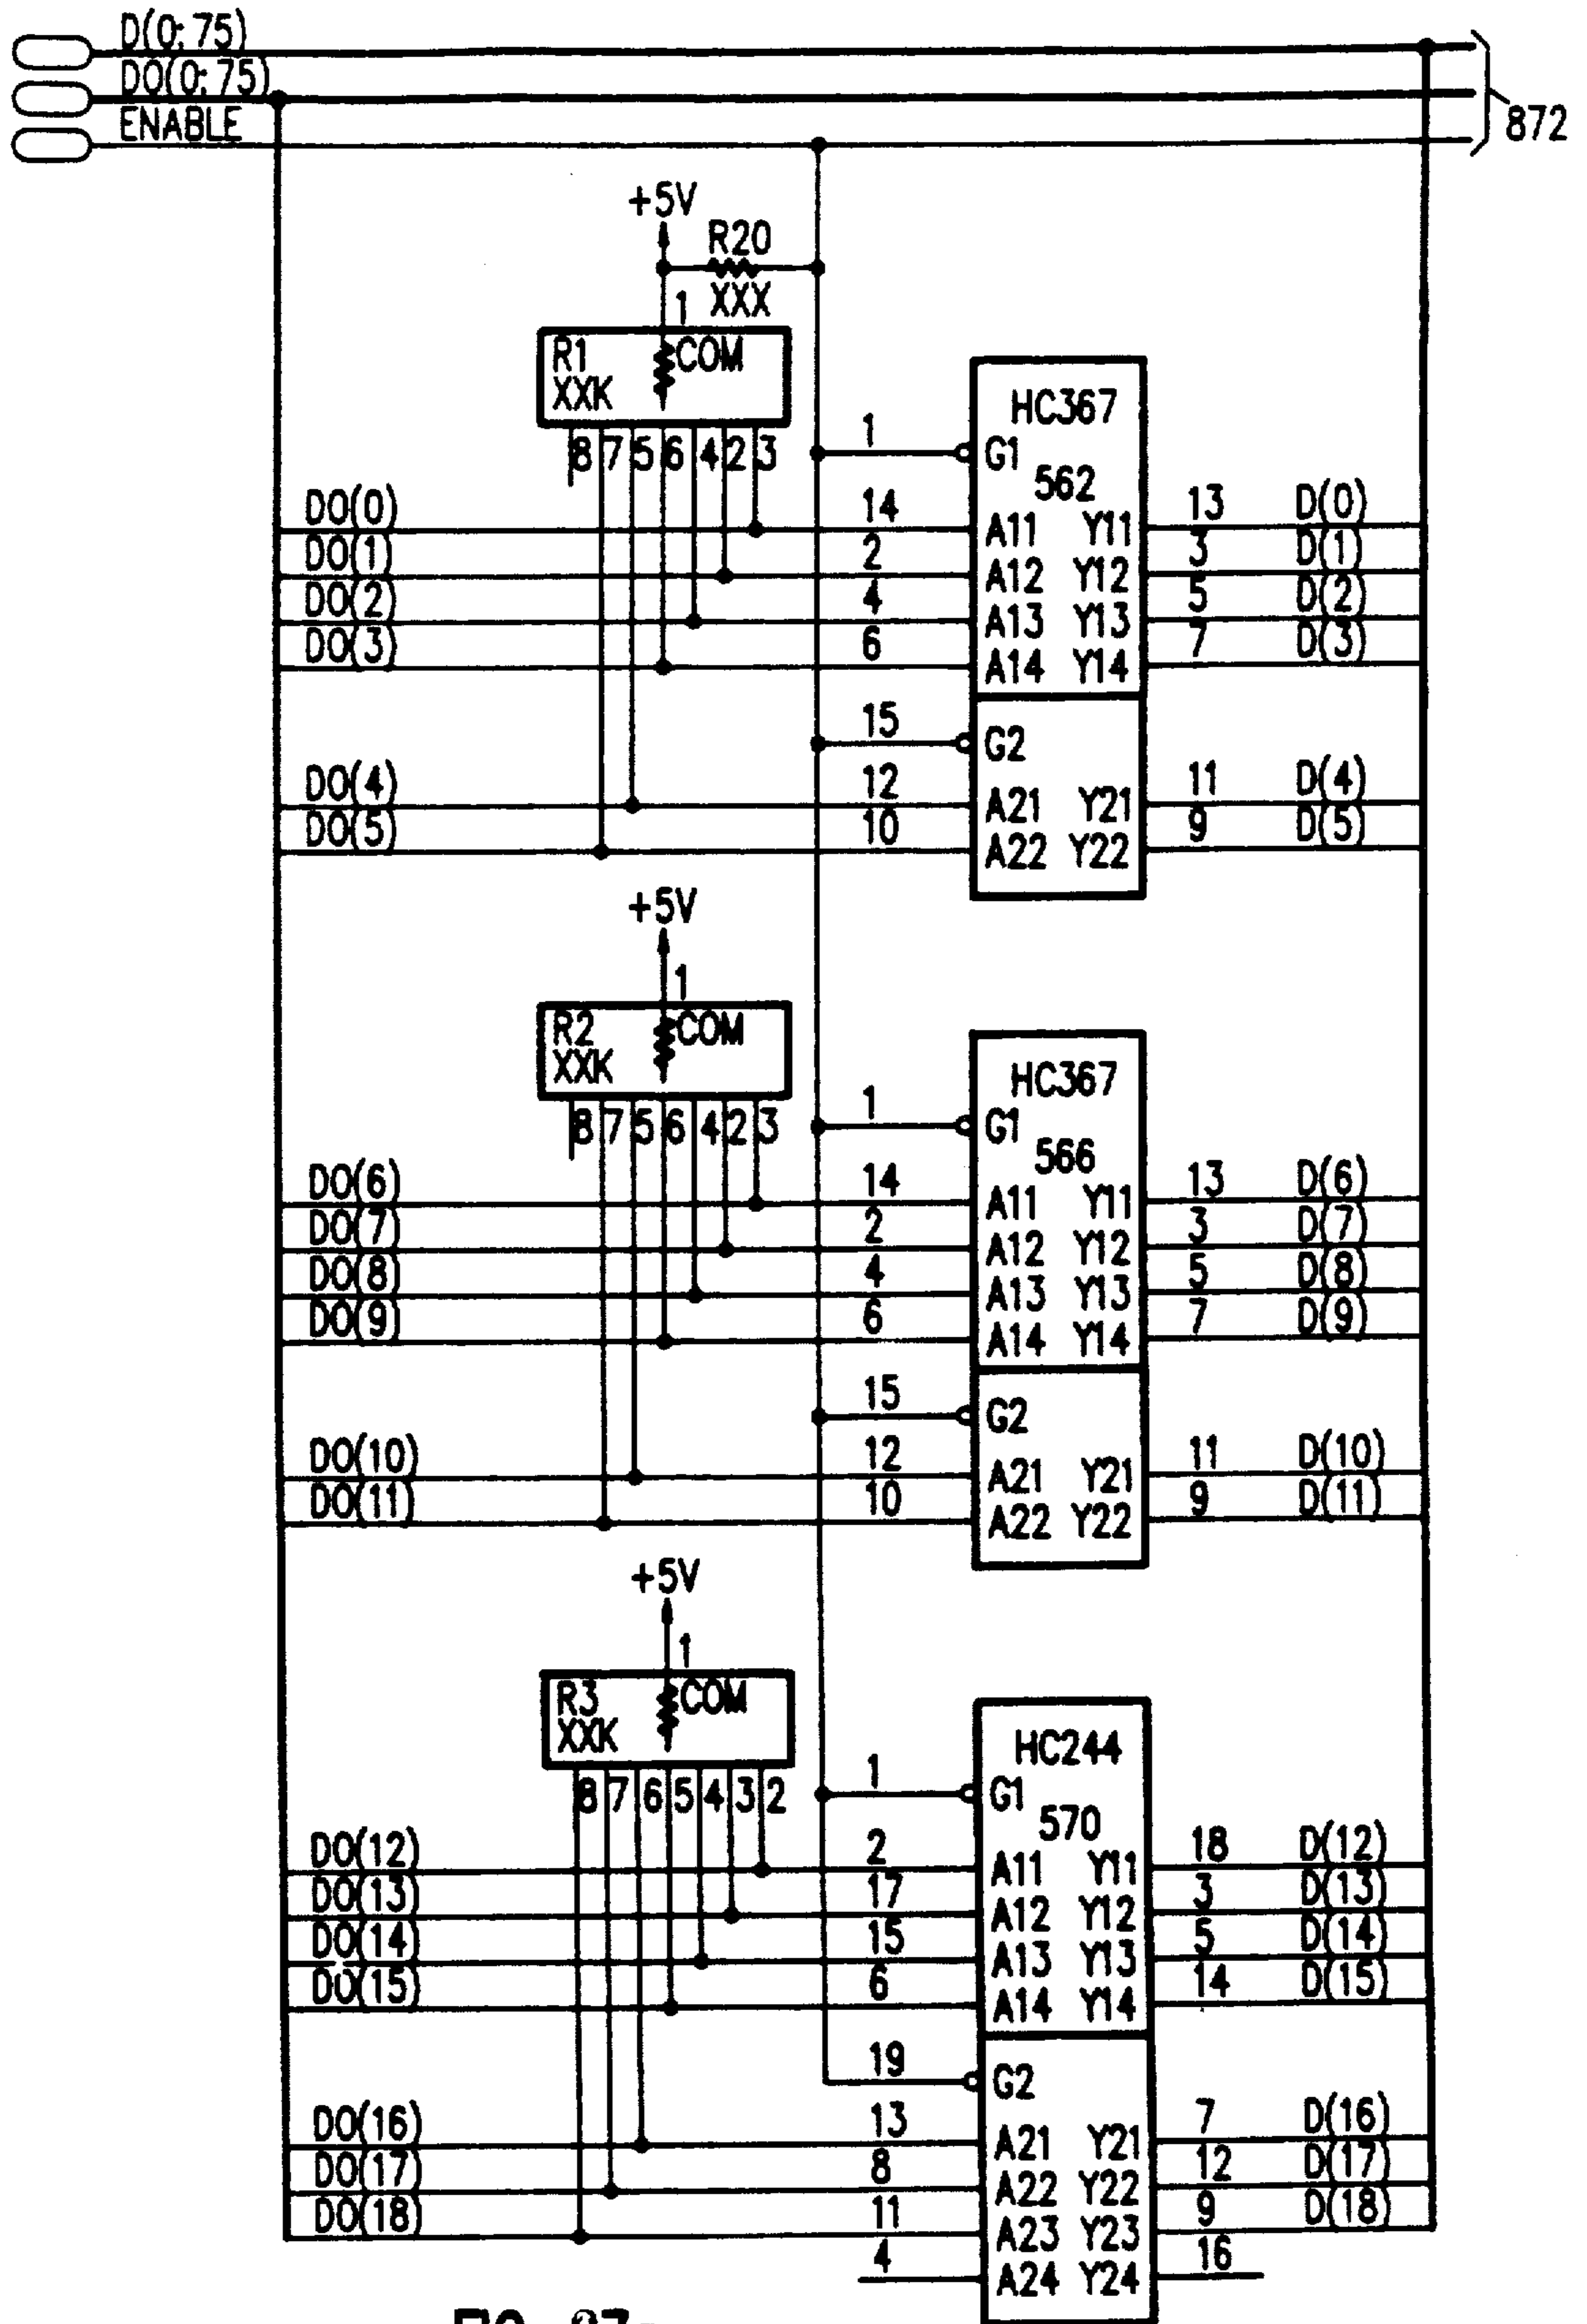 D(0:75)
DO(0:75)
ENABLE
872
+5V
R20
XXX
1
R1 COM
XXK
8 7 5 6 4 2 3
HC367
1 G1
562
DO(0) 14 A11 Y11 13 D(0)
DO(1) 2 A12 Y12 3 D(1)
DO(2) 4 A13 Y13 5 D(2)
DO(3) 6 A14 Y14 7 D(3)
15 G2
DO(4) 12 A21 Y21 11 D(4)
DO(5) 10 A22 Y22 9 D(5)
+5V
1
R2 COM
XXK
8 7 5 6 4 2 3
HC367
1 G1
566
DO(6) 14 A11 Y11 13 D(6)
DO(7) 2 A12 Y12 3 D(7)
DO(8) 4 A13 Y13 5 D(8)
DO(9) 6 A14 Y14 7 D(9)
15 G2
DO(10) 12 A21 Y21 11 D(10)
DO(11) 10 A22 Y22 9 D(11)
+5V
1
R3 COM
XXK
8 7 6 5 4 3 2
HC244
1 G1
570
DO(12) 2 A11 Y11 18 D(12)
DO(13) 17 A12 Y12 3 D(13)
DO(14) 15 A13 Y13 5 D(14)
DO(15) 6 A14 Y14 14 D(15)
19 G2
DO(16) 13 A21 Y21 7 D(16)
DO(17) 8 A22 Y22 12 D(17)
DO(18) 11 A23 Y23 9 D(18)
4 A24 Y24 16